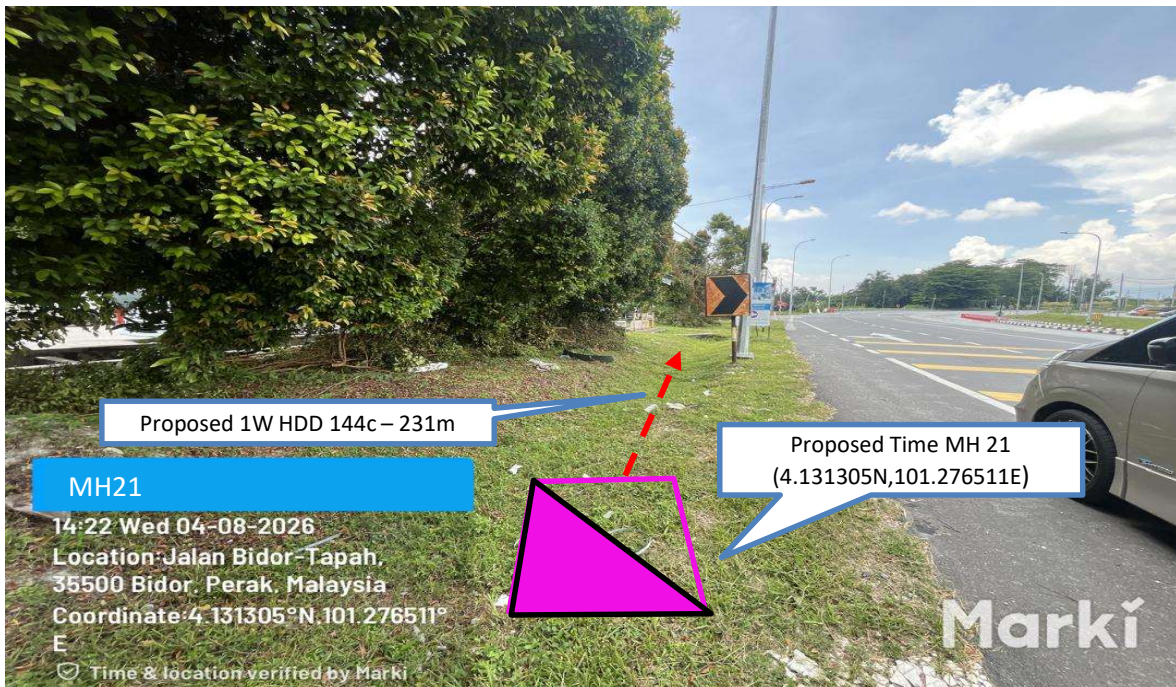 Proposed 1W HDD 144c – 231m
Proposed Time MH 21
(4.131305N,101.276511E)
MH21
14:22 Wed 04-08-2026
Location:Jalan Bidor-Tapah,
35500 Bidor, Perak, Malaysia
Coordinate:4.131305°N,101.276511°
E
Time & location verified by Marki
Marki